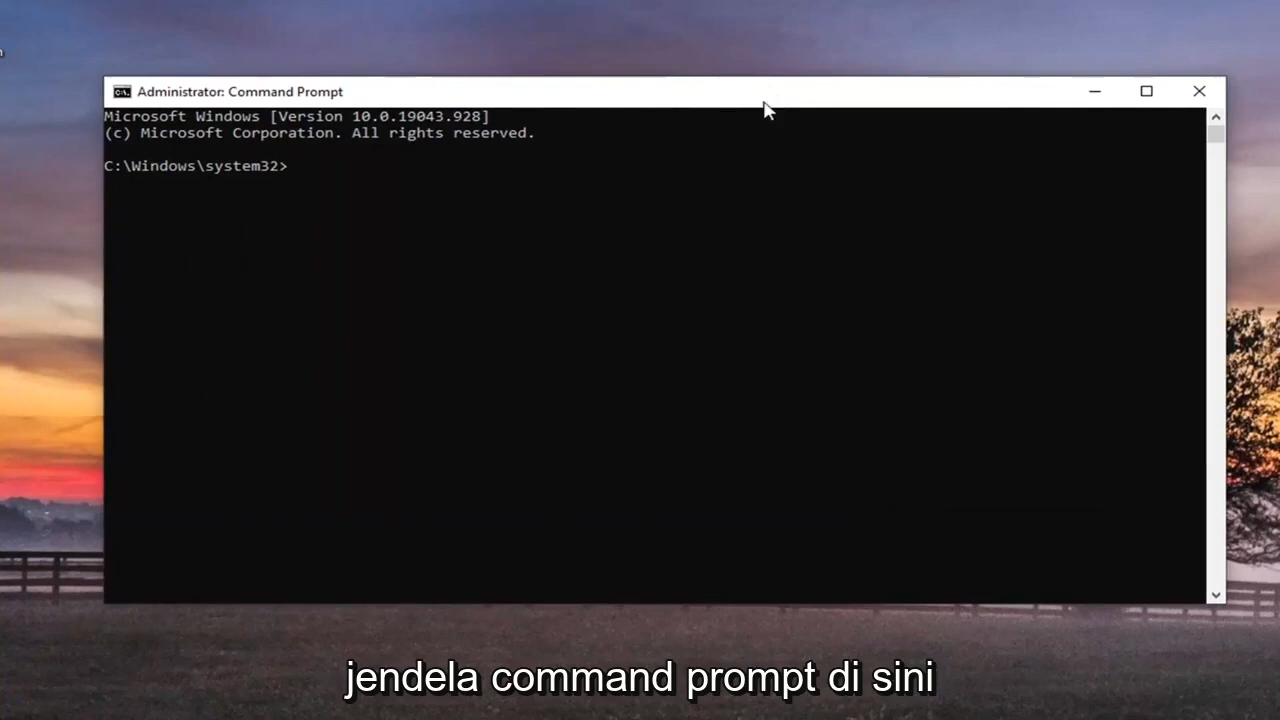 Administrator: Command Prompt
Microsoft Windows [Version 10.0.19043.928]
(c) Microsoft Corporation. All rights reserved.
C:\Windows\system32>
jendela command prompt di sini